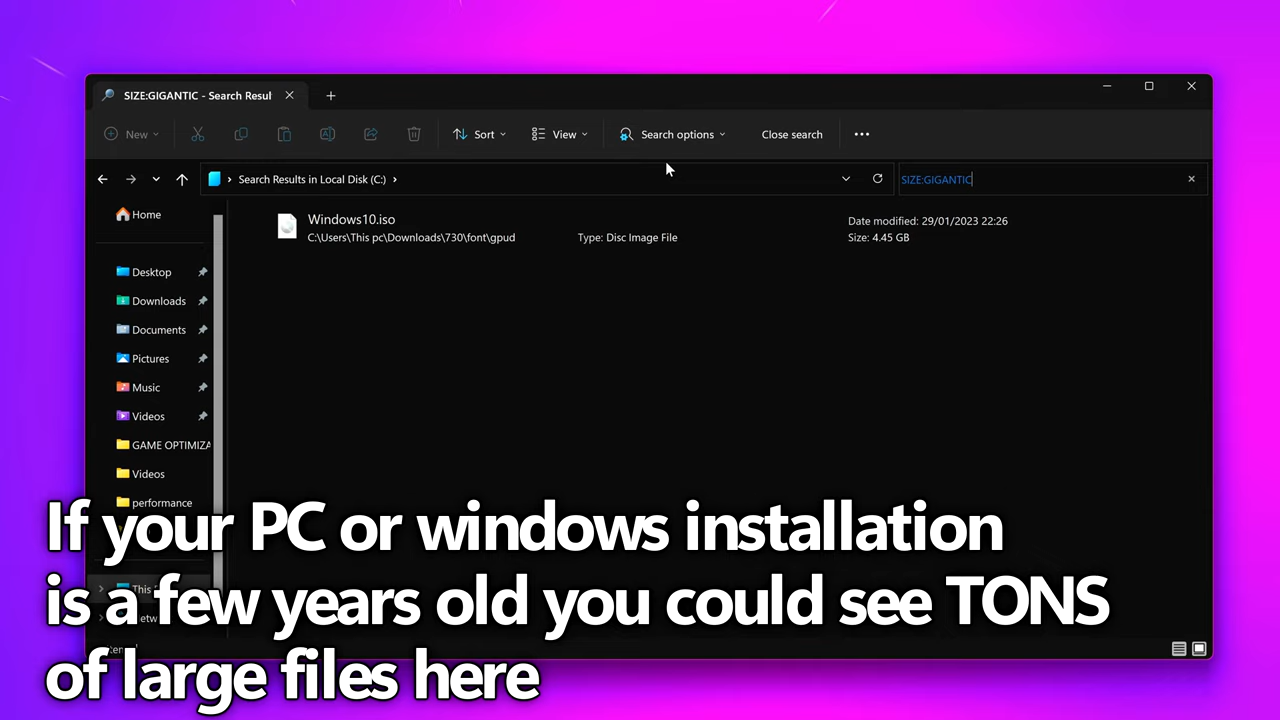 SIZE:GIGANTIC - Search Resul
New
Sort
View
Search options
Close search
Search Results in Local Disk (C:)
SIZE:GIGANTIC
Home
Desktop
Downloads
Documents
Pictures
Music
Videos
GAME OPTIMIZA
Videos
performance
This
Windows10.iso
C:\Users\This pc\Downloads\730\font\gpud
Type: Disc Image File
Date modified: 29/01/2023 22:26
Size: 4.45 GB
If your PC or windows installation
is a few years old you could see TONS
of large files here